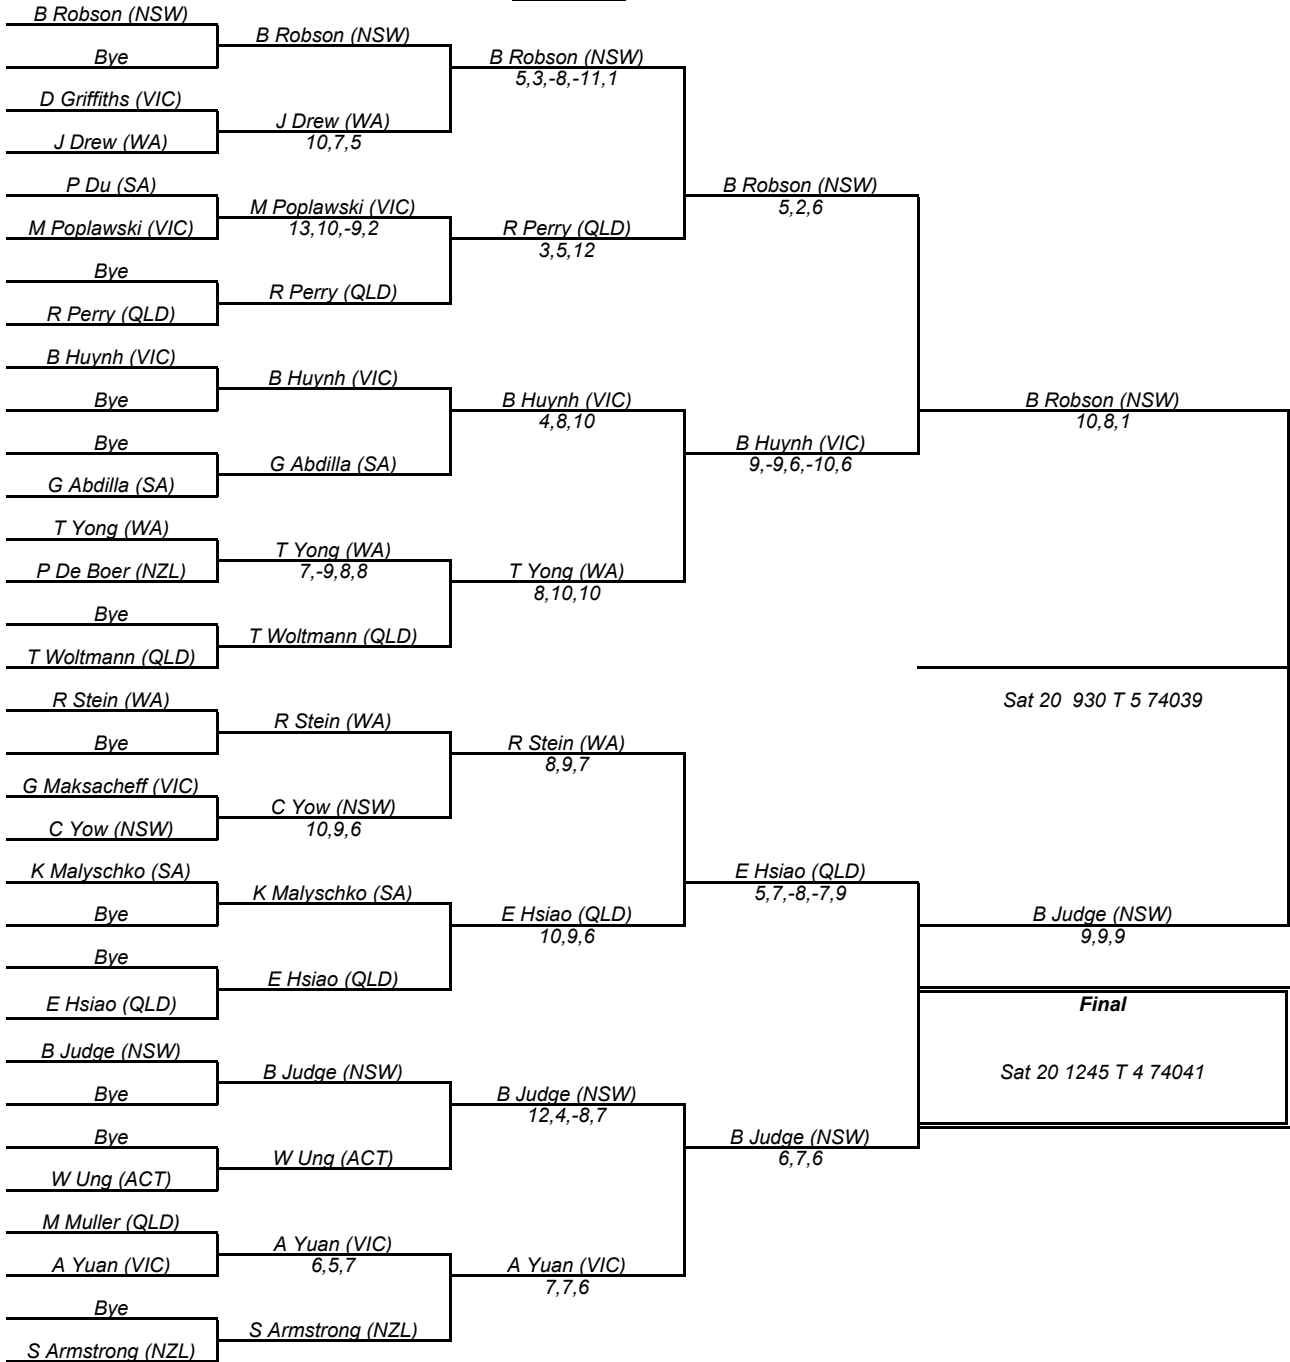 B Robson (NSW)
Bye
D Griffiths (VIC)
J Drew (WA)
P Du (SA)
M Poplawski (VIC)
Bye
R Perry (QLD)
B Huynh (VIC)
Bye
Bye
G Abdilla (SA)
T Yong (WA)
P De Boer (NZL)
Bye
T Woltmann (QLD)
R Stein (WA)
Bye
G Maksacheff (VIC)
C Yow (NSW)
K Malyschko (SA)
Bye
Bye
E Hsiao (QLD)
B Judge (NSW)
Bye
Bye
W Ung (ACT)
M Muller (QLD)
A Yuan (VIC)
Bye
S Armstrong (NZL)
B Robson (NSW)
J Drew (WA)
10,7,5
M Poplawski (VIC)
13,10,-9,2
R Perry (QLD)
B Huynh (VIC)
G Abdilla (SA)
T Yong (WA)
7,-9,8,8
T Woltmann (QLD)
R Stein (WA)
C Yow (NSW)
10,9,6
K Malyschko (SA)
E Hsiao (QLD)
B Judge (NSW)
W Ung (ACT)
A Yuan (VIC)
6,5,7
S Armstrong (NZL)
B Robson (NSW)
5,3,-8,-11,1
R Perry (QLD)
3,5,12
B Huynh (VIC)
4,8,10
T Yong (WA)
8,10,10
R Stein (WA)
8,9,7
E Hsiao (QLD)
10,9,6
B Judge (NSW)
12,4,-8,7
A Yuan (VIC)
7,7,6
B Robson (NSW)
5,2,6
B Huynh (VIC)
9,-9,6,-10,6
E Hsiao (QLD)
5,7,-8,-7,9
B Judge (NSW)
6,7,6
B Robson (NSW)
10,8,1
Sat 20 930 T 5 74039
B Judge (NSW)
9,9,9
Final
Sat 20 1245 T 4 74041